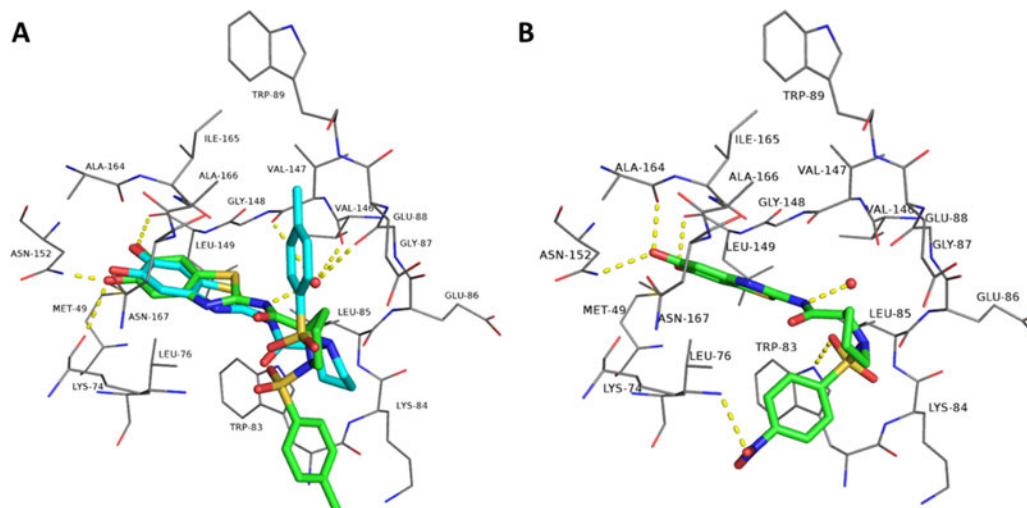 A
TRP-89
ILE-165
ALA-164
ALA-166
VAL-147
GLY-148
VAL-146
GLU-88
ASN-152
LEU-149
GLY-87
MET-49
ASN-167
LEU-85
GLU-86
LEU-76
LYS-74
TRP-83
LYS-84
B
TRP-89
ILE-165
ALA-164
ALA-166
VAL-147
GLY-148
VAL-146
GLU-88
ASN-152
LEU-149
GLY-87
MET-49
ASN-167
LEU-85
GLU-86
LEU-76
TRP-83
LYS-74
LYS-84